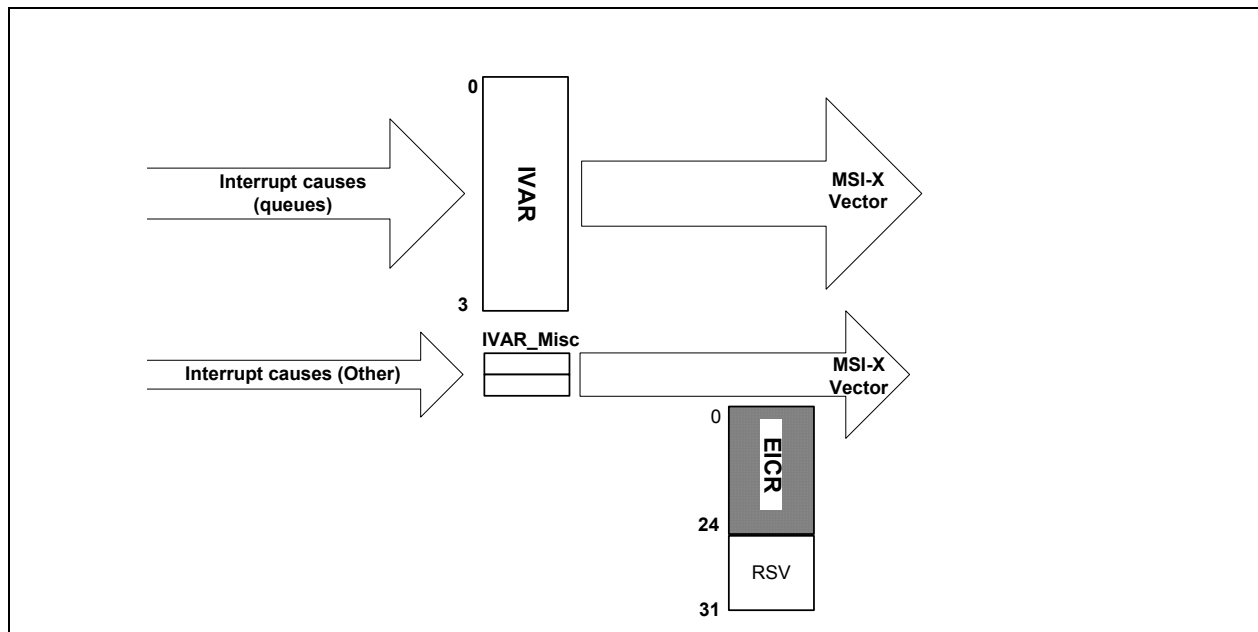 0
IVAR
Interrupt causes
(queues)
MSI-X
Vector
3
IVAR_Misc
Interrupt causes (Other)
MSI-X
Vector
0
EICR
24
RSV
31